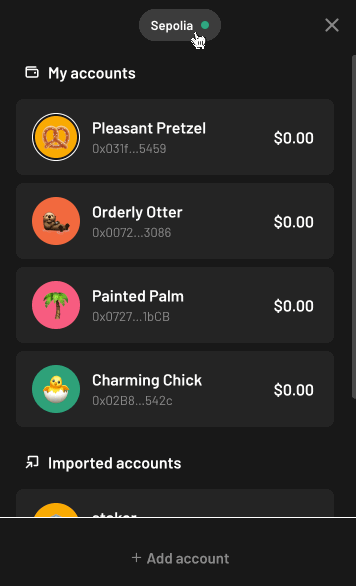 Sepolia
My accounts
Pleasant Pretzel
0x031f...5459
$0.00
Orderly Otter
0x0072...3086
$0.00
Painted Palm
0x0727...1bCB
$0.00
Charming Chick
0x02B8...542c
$0.00
Imported accounts
+ Add account